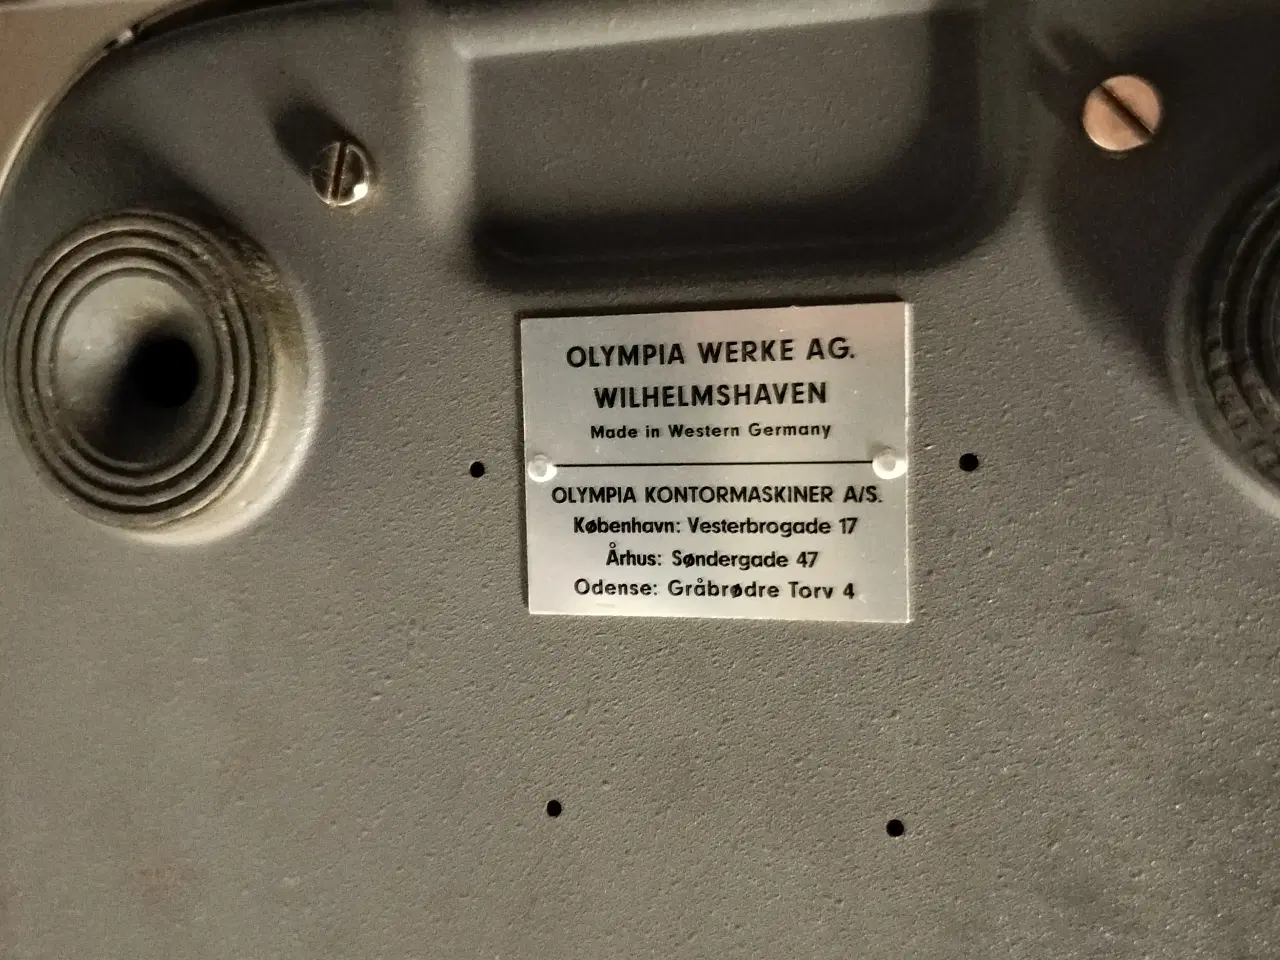 OLYMPIA WERKE AG.
WILHELMSHAVEN
Made in Western Germany
OLYMPIA KONTORMASKINER A/S.
København: Vesterbrogade 17
Århus: Søndergade 47
Odense: Gråbrødre Torv 4